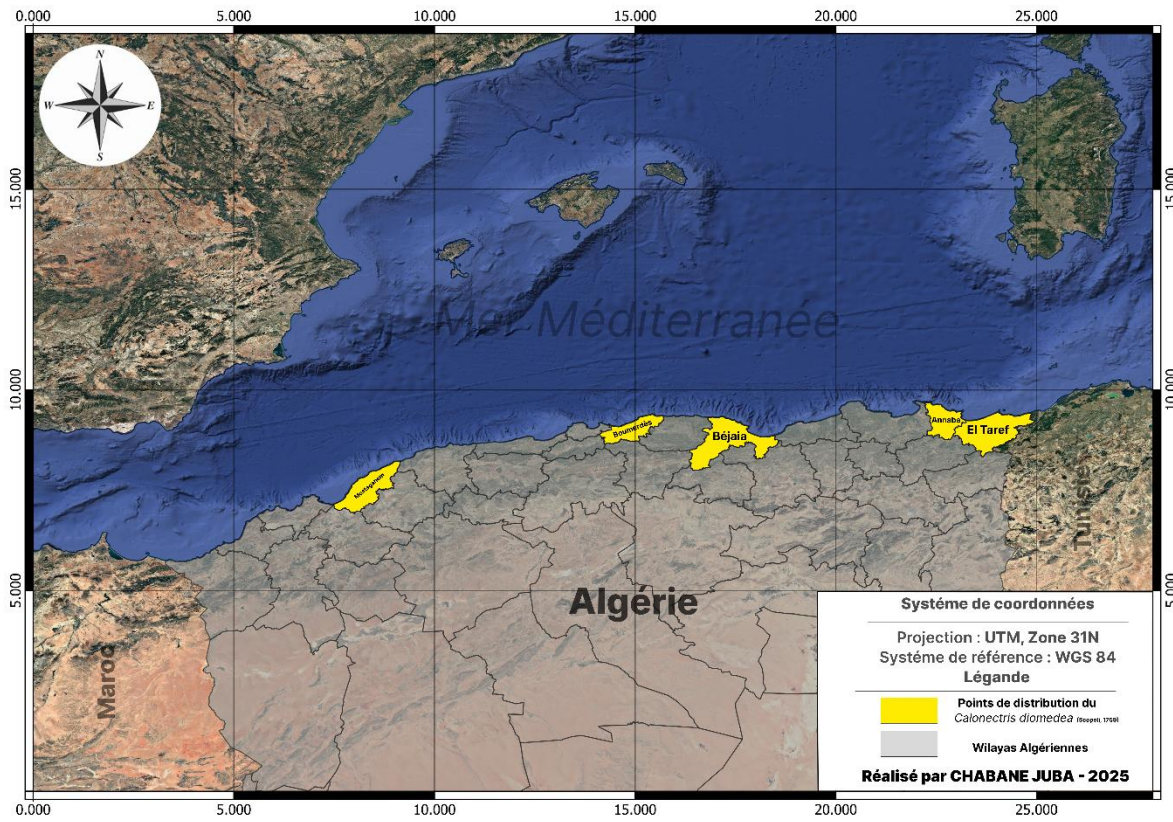 0.000 5.000 10.000 15.000 20.000 25.000
N
W E
S
15.000 15.000
Mer Méditerranée
10.000 10.000
Boumerdès
Béjaia
Annaba
El Taref
Mostaganem
Tunisie
5.000 5.000
Algérie
Maroc
Systéme de coordonnées
Projection : UTM, Zone 31N
Systéme de référence : WGS 84
Légande
Points de distribution du
Calonectris diomedea (Scopoli, 1769)
Wilayas Algériennes
Réalisé par CHABANE JUBA - 2025
0.000 5.000 10.000 15.000 20.000 25.000